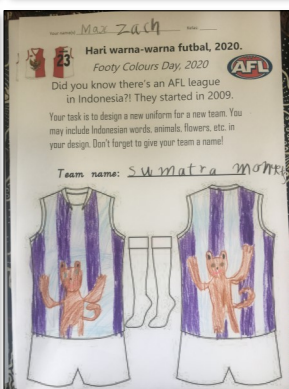 Your name(s): Max Zach
23
Hari warna-warna futbal, 2020.
Footy Colours Day, 2020
AFL
Did you know there's an AFL league
in Indonesia?! They started in 2009.
Your task is to design a new uniform for a new team. You
may include Indonesian words, animals, flowers, etc. in
your design. Don't forget to give your team a name!
Team name: Sumatra